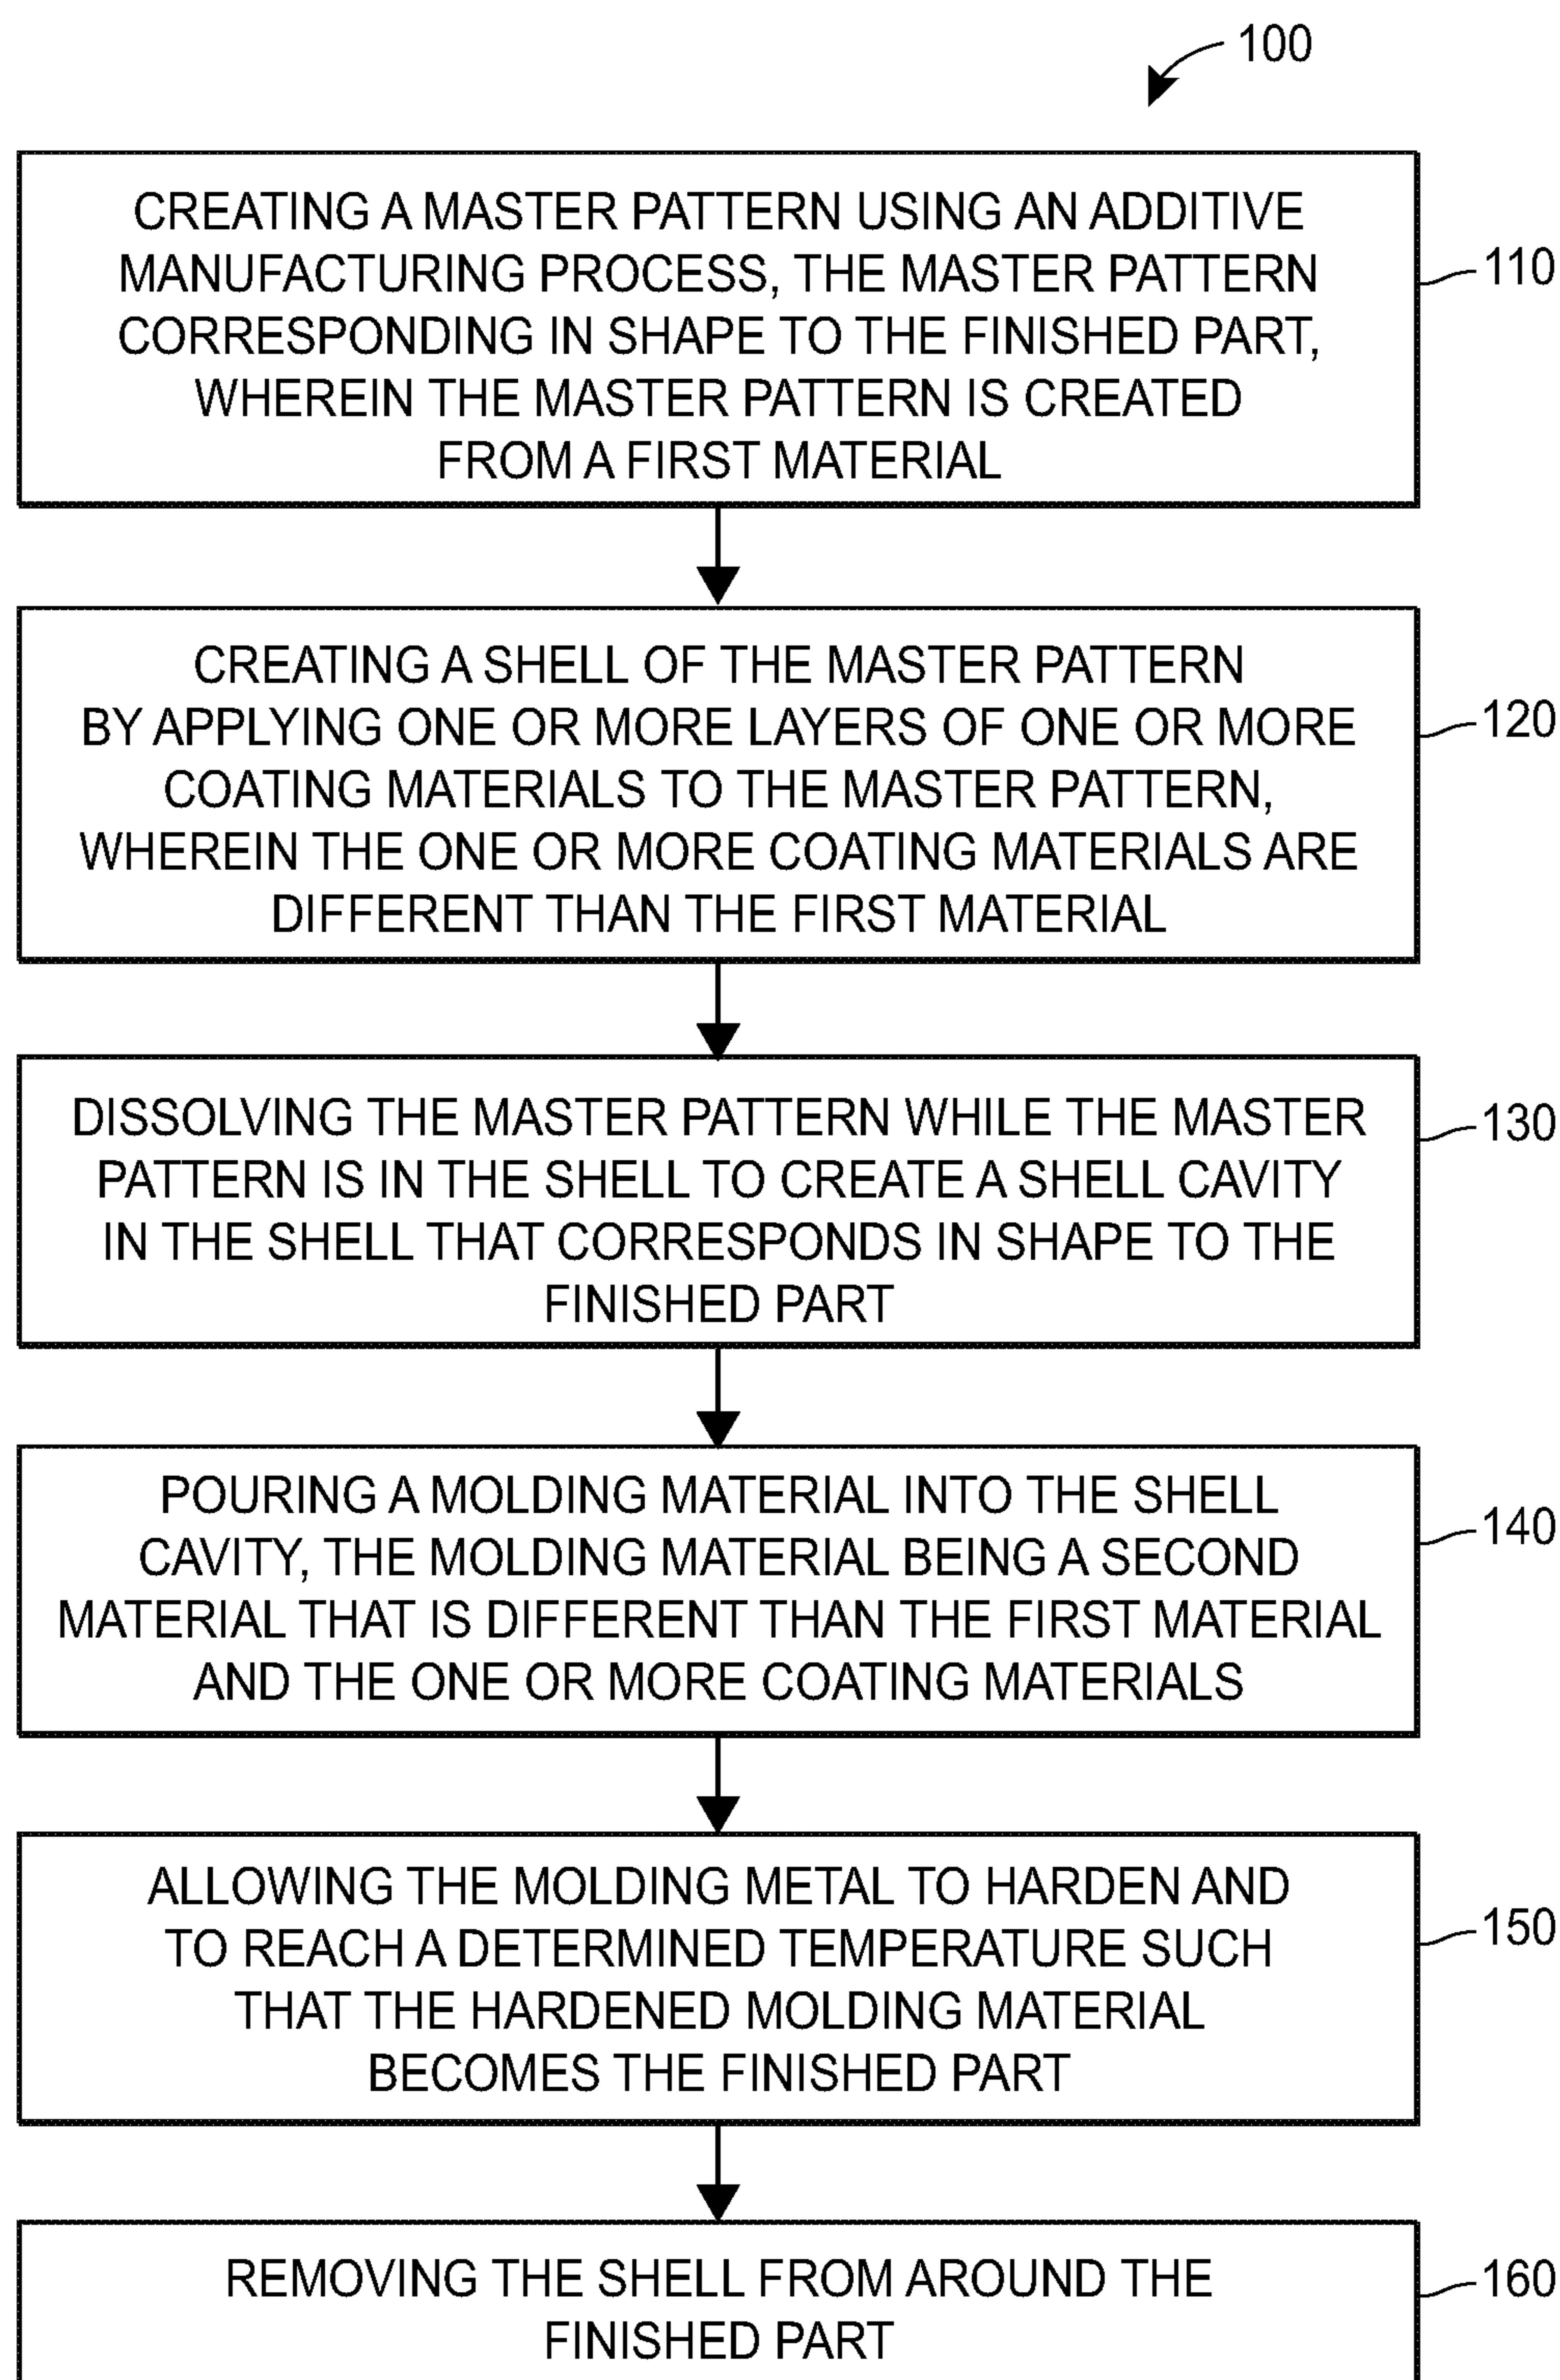 100
CREATING A MASTER PATTERN USING AN ADDITIVE
MANUFACTURING PROCESS, THE MASTER PATTERN
CORRESPONDING IN SHAPE TO THE FINISHED PART,
WHEREIN THE MASTER PATTERN IS CREATED
FROM A FIRST MATERIAL
110
CREATING A SHELL OF THE MASTER PATTERN
BY APPLYING ONE OR MORE LAYERS OF ONE OR MORE
COATING MATERIALS TO THE MASTER PATTERN,
WHEREIN THE ONE OR MORE COATING MATERIALS ARE
DIFFERENT THAN THE FIRST MATERIAL
120
DISSOLVING THE MASTER PATTERN WHILE THE MASTER
PATTERN IS IN THE SHELL TO CREATE A SHELL CAVITY
IN THE SHELL THAT CORRESPONDS IN SHAPE TO THE
FINISHED PART
130
POURING A MOLDING MATERIAL INTO THE SHELL
CAVITY, THE MOLDING MATERIAL BEING A SECOND
MATERIAL THAT IS DIFFERENT THAN THE FIRST MATERIAL
AND THE ONE OR MORE COATING MATERIALS
140
ALLOWING THE MOLDING METAL TO HARDEN AND
TO REACH A DETERMINED TEMPERATURE SUCH
THAT THE HARDENED MOLDING MATERIAL
BECOMES THE FINISHED PART
150
REMOVING THE SHELL FROM AROUND THE
FINISHED PART
160